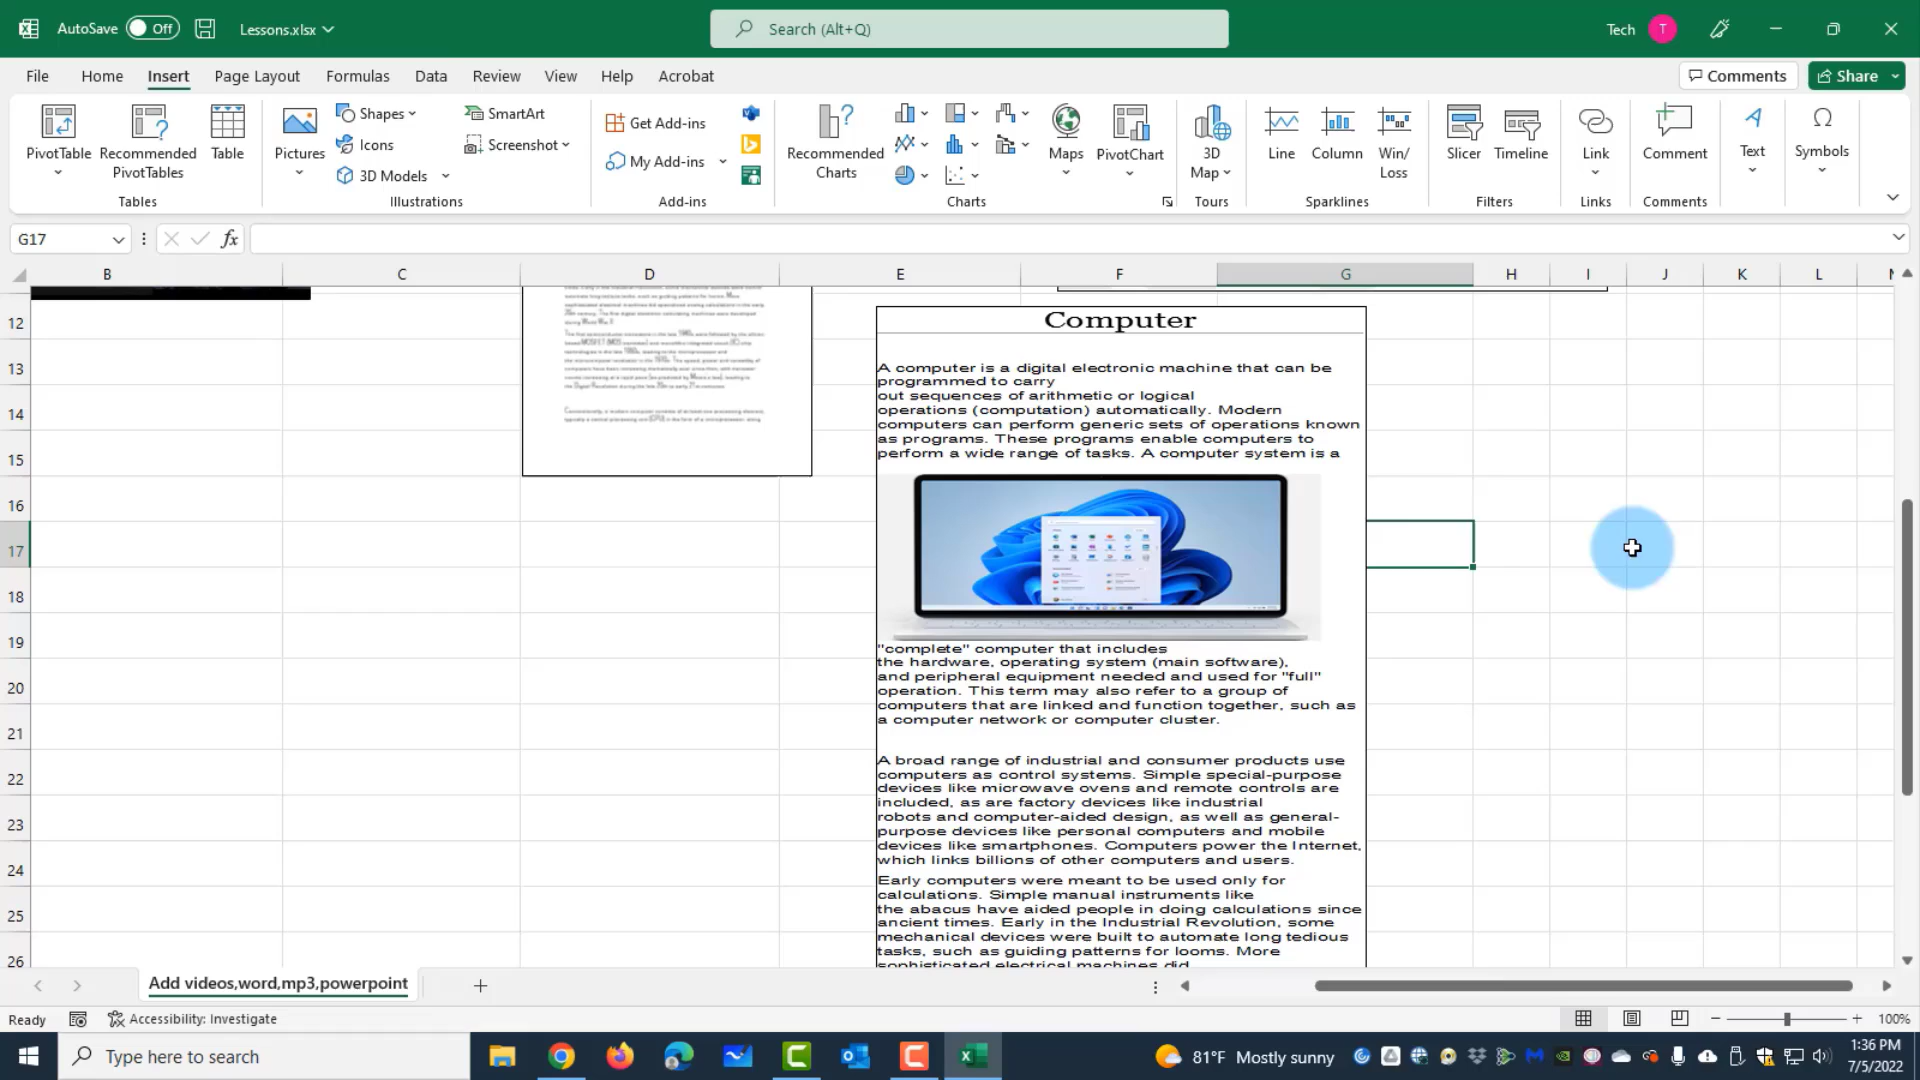 AutoSave Off Lessons.xlsx Search (Alt+Q) Tech T
File Home Insert Page Layout Formulas Data Review View Help Acrobat Comments Share
PivotTable Recommended PivotTables Table Tables
Pictures Shapes Icons 3D Models SmartArt Screenshot Illustrations
Get Add-ins My Add-ins Add-ins
Recommended Charts Maps PivotChart Charts
3D Map Tours
Line Column Win/Loss Sparklines
Slicer Timeline Filters
Link Links
Comment Comments
Text
Symbols
G17 fx
B C D E F G H I J K L
12
13
14
15
16
17
18
19
20
21
22
23
24
25
26
Computer
A computer is a digital electronic machine that can be
programmed to carry
out sequences of arithmetic or logical
operations (computation) automatically. Modern
computers can perform generic sets of operations known
as programs. These programs enable computers to
perform a wide range of tasks. A computer system is a
"complete" computer that includes
the hardware, operating system (main software),
and peripheral equipment needed and used for "full"
operation. This term may also refer to a group of
computers that are linked and function together, such as
a computer network or computer cluster.
A broad range of industrial and consumer products use
computers as control systems. Simple special-purpose
devices like microwave ovens and remote controls are
included, as are factory devices like industrial
robots and computer-aided design, as well as general-
purpose devices like personal computers and mobile
devices like smartphones. Computers power the Internet,
which links billions of other computers and users.
Early computers were meant to be used only for
calculations. Simple manual instruments like
the abacus have aided people in doing calculations since
ancient times. Early in the Industrial Revolution, some
mechanical devices were built to automate long tedious
tasks, such as guiding patterns for looms. More
sophisticated electrical machines did
Add videos,word,mp3,powerpoint
Ready Accessibility: Investigate 100%
Type here to search 81°F Mostly sunny 1:36 PM
7/5/2022